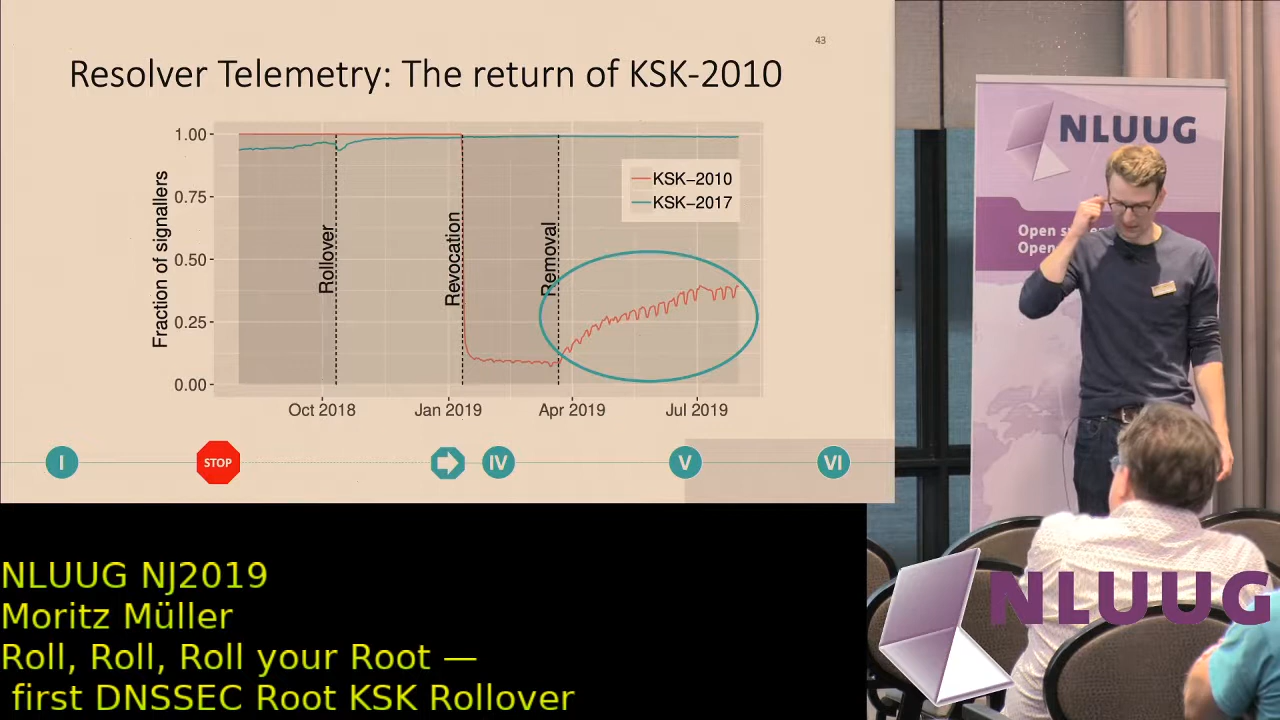 43
Resolver Telemetry: The return of KSK-2010
Fraction of signallers
1.00
0.75
0.50
0.25
0.00
Rollover
Revocation
Removal
KSK−2010
KSK−2017
Oct 2018
Jan 2019
Apr 2019
Jul 2019
I
STOP
IV
V
VI
NLUUG
Open
Open
NLUUG NJ2019
Moritz Müller
Roll, Roll, Roll your Root —
first DNSSEC Root KSK Rollover
NLUUG